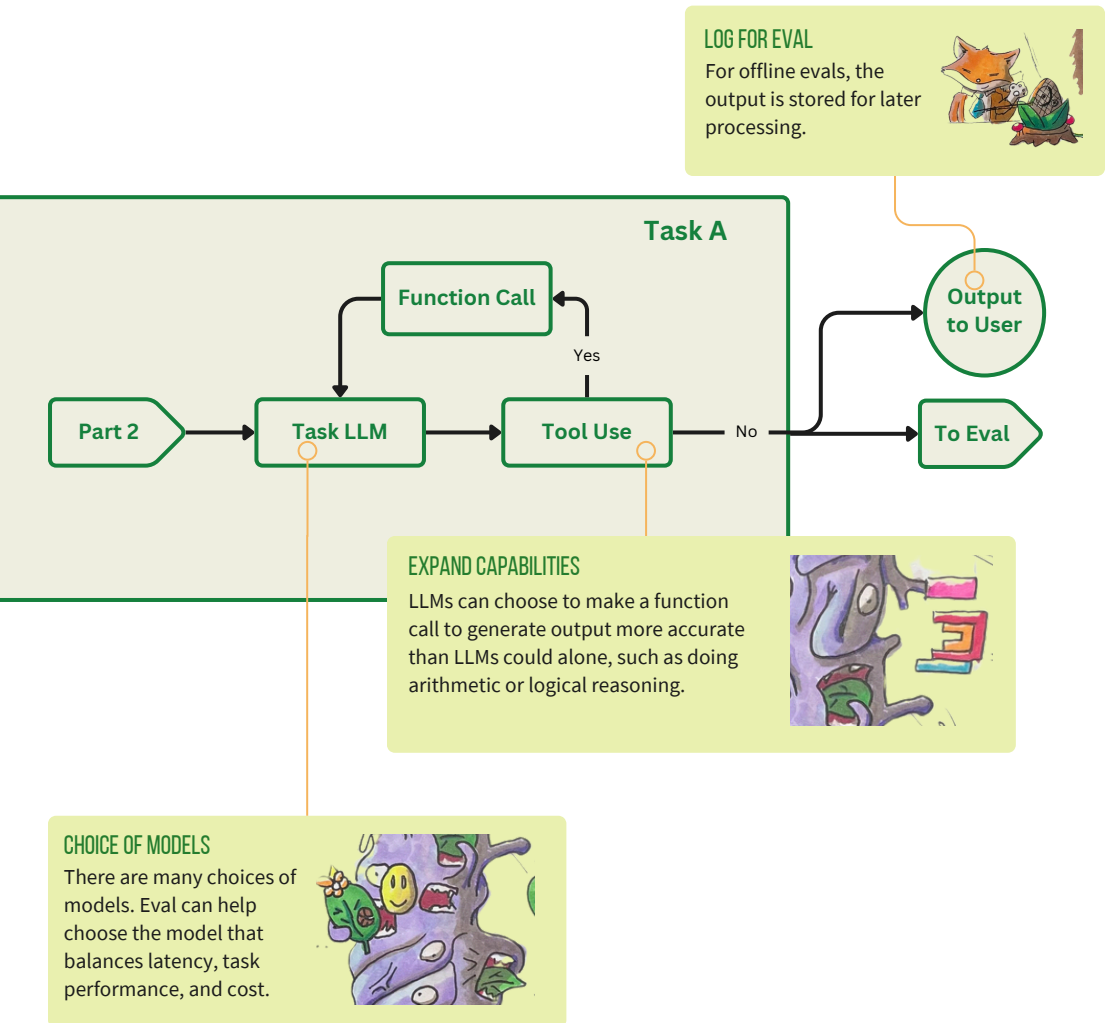 LOG FOR EVAL
For offline evals, the
output is stored for later
processing.
Task A
Function Call
Output
to User
Yes
Part 2
Task LLM
Tool Use
No
To Eval
EXPAND CAPABILITIES
LLMs can choose to make a function
call to generate output more accurate
than LLMs could alone, such as doing
arithmetic or logical reasoning.
CHOICE OF MODELS
There are many choices of
models. Eval can help
choose the model that
balances latency, task
performance, and cost.